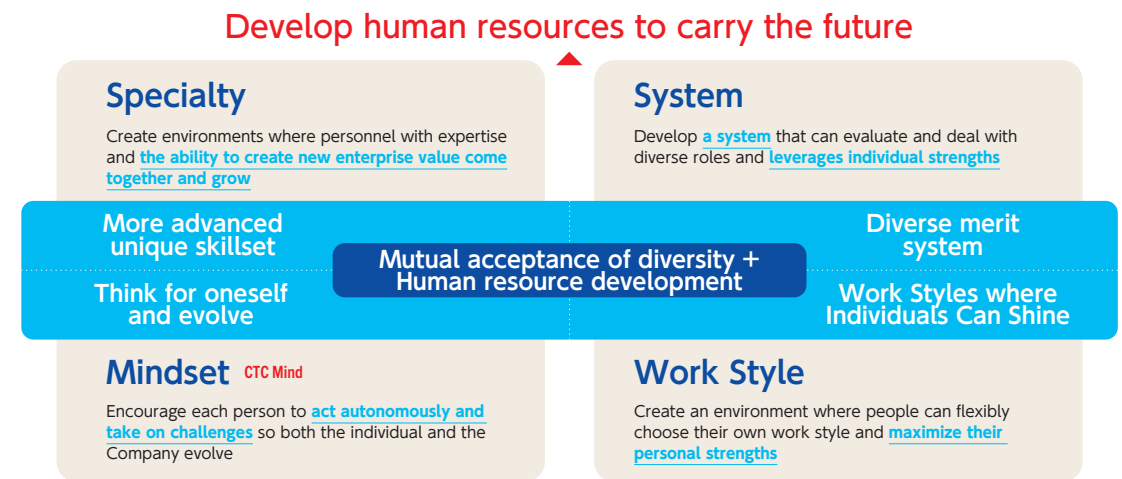 Develop human resources to carry the future
Specialty
Create environments where personnel with expertise
and the ability to create new enterprise value come
together and grow
System
Develop a system that can evaluate and deal with
diverse roles and leverages individual strengths
More advanced
unique skillset
Diverse merit
system
Mutual acceptance of diversity +
Human resource development
Think for oneself
and evolve
Work Styles where
Individuals Can Shine
Mindset CTC Mind
Encourage each person to act autonomously and
take on challenges so both the individual and the
Company evolve
Work Style
Create an environment where people can flexibly
choose their own work style and maximize their
personal strengths